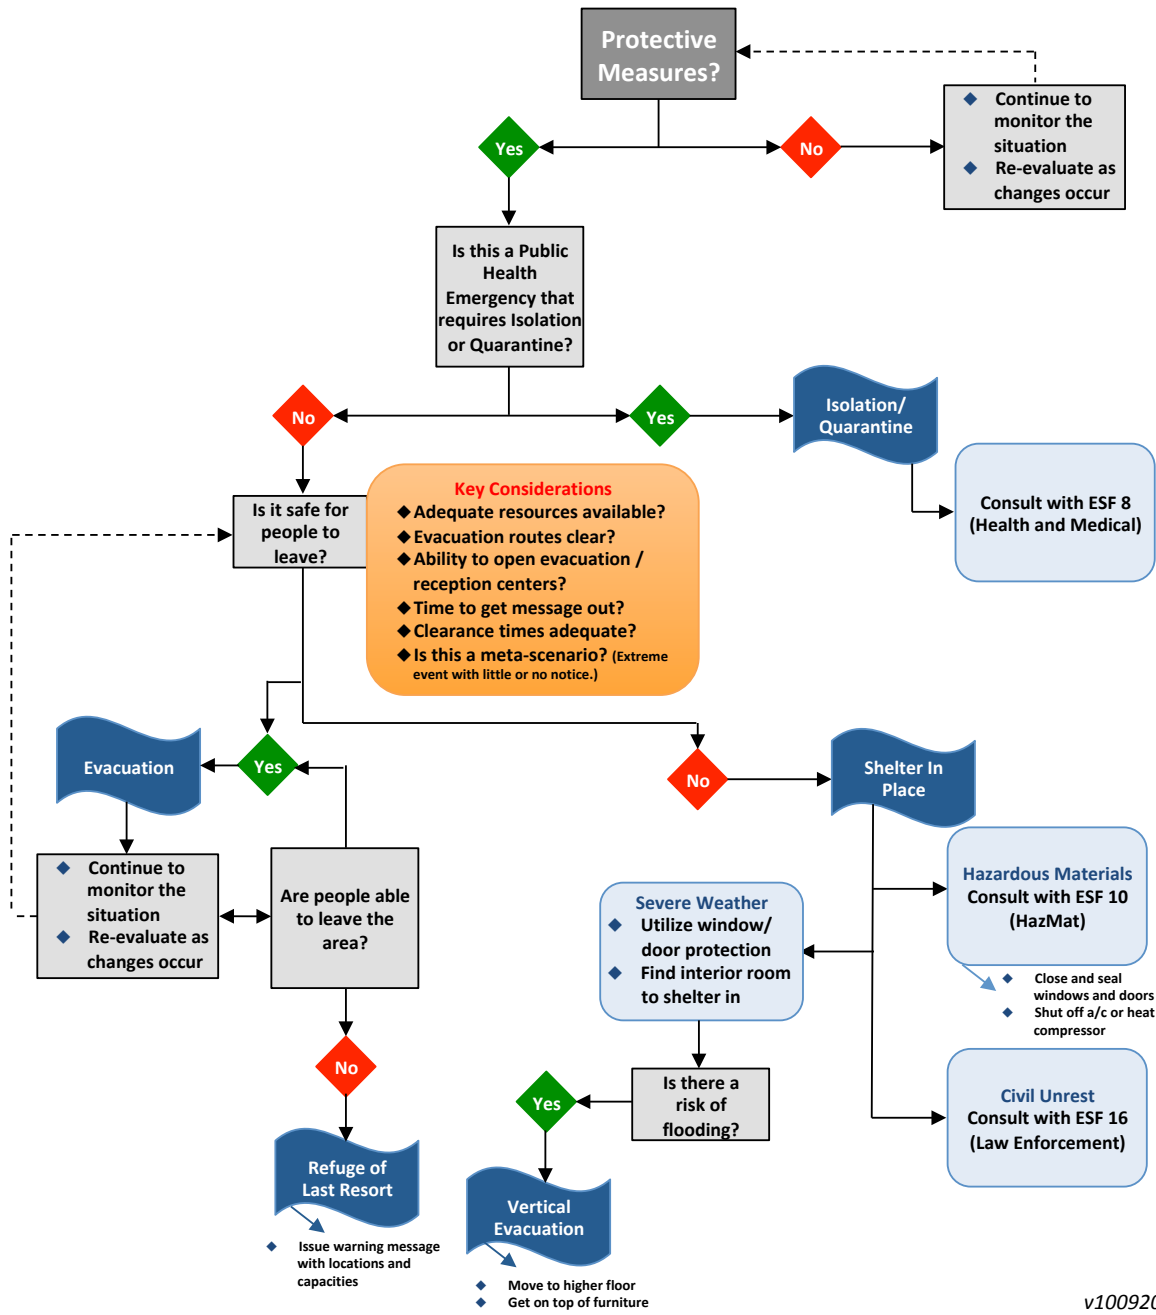 Protective
Measures?
◆ Continue to
monitor the
situation
◆ Re-evaluate as
changes occur
Yes
No
Is this a Public
Health
Emergency that
requires Isolation
or Quarantine?
No
Yes
Isolation/
Quarantine
Consult with ESF 8
(Health and Medical)
Is it safe for
people to
leave?
Key Considerations
◆ Adequate resources available?
◆ Evacuation routes clear?
◆ Ability to open evacuation /
reception centers?
◆ Time to get message out?
◆ Clearance times adequate?
◆ Is this a meta-scenario? (Extreme
event with little or no notice.)
Evacuation
Yes
No
Shelter In
Place
◆ Continue to
monitor the
situation
◆ Re-evaluate as
changes occur
Are people able
to leave the
area?
Severe Weather
◆ Utilize window/
door protection
◆ Find interior room
to shelter in
Hazardous Materials
Consult with ESF 10
(HazMat)
◆ Close and seal
windows and doors
◆ Shut off a/c or heat
compressor
No
Yes
Is there a
risk of
flooding?
Civil Unrest
Consult with ESF 16
(Law Enforcement)
Refuge of
Last Resort
◆ Issue warning message
with locations and
capacities
Vertical
Evacuation
◆ Move to higher floor
◆ Get on top of furniture
v100920